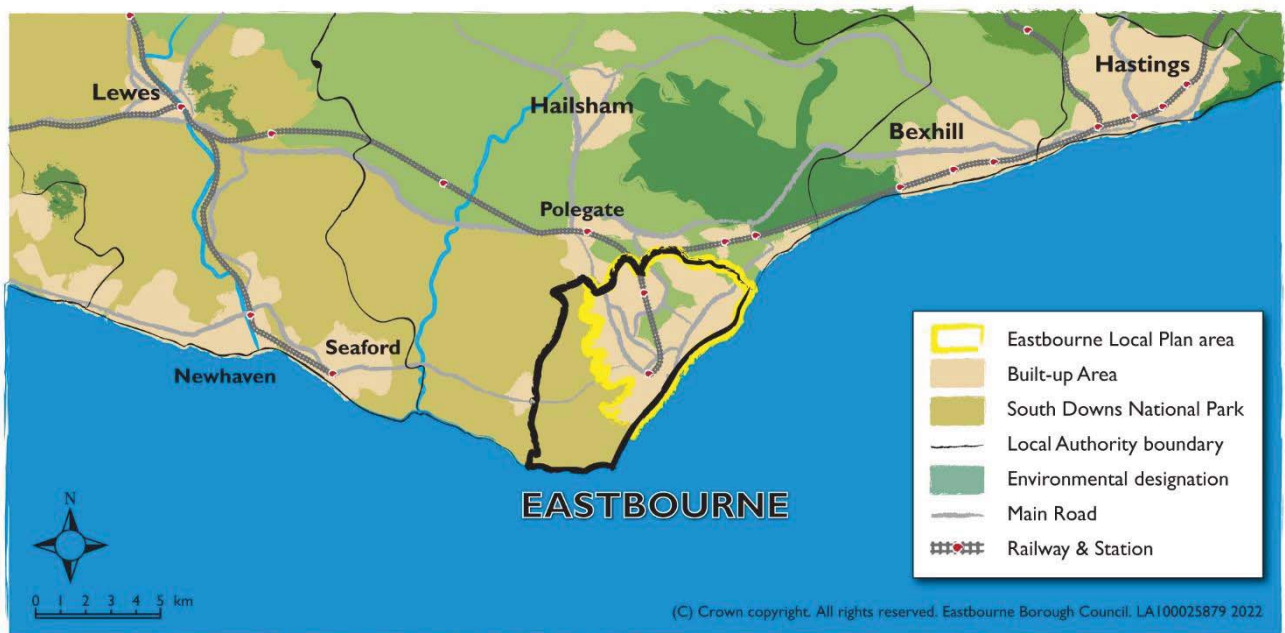 Lewes
Hailsham
Hastings
Bexhill
Polegate
Seaford
Newhaven
EASTBOURNE
Eastbourne Local Plan area
Built-up Area
South Downs National Park
Local Authority boundary
Environmental designation
Main Road
Railway & Station
N
0 1 2 3 4 5 km
(C) Crown copyright. All rights reserved. Eastbourne Borough Council. LA100025879 2022